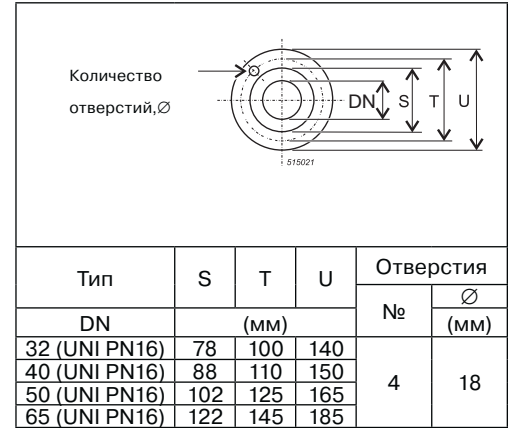 Количество
отверстий,∅
DN S T U
515021
Тип S T U Отверстия
№ ∅
DN (мм) (мм)
32 (UNI PN16) 78 100 140
40 (UNI PN16) 88 110 150
50 (UNI PN16) 102 125 165
65 (UNI PN16) 122 145 185
4 18